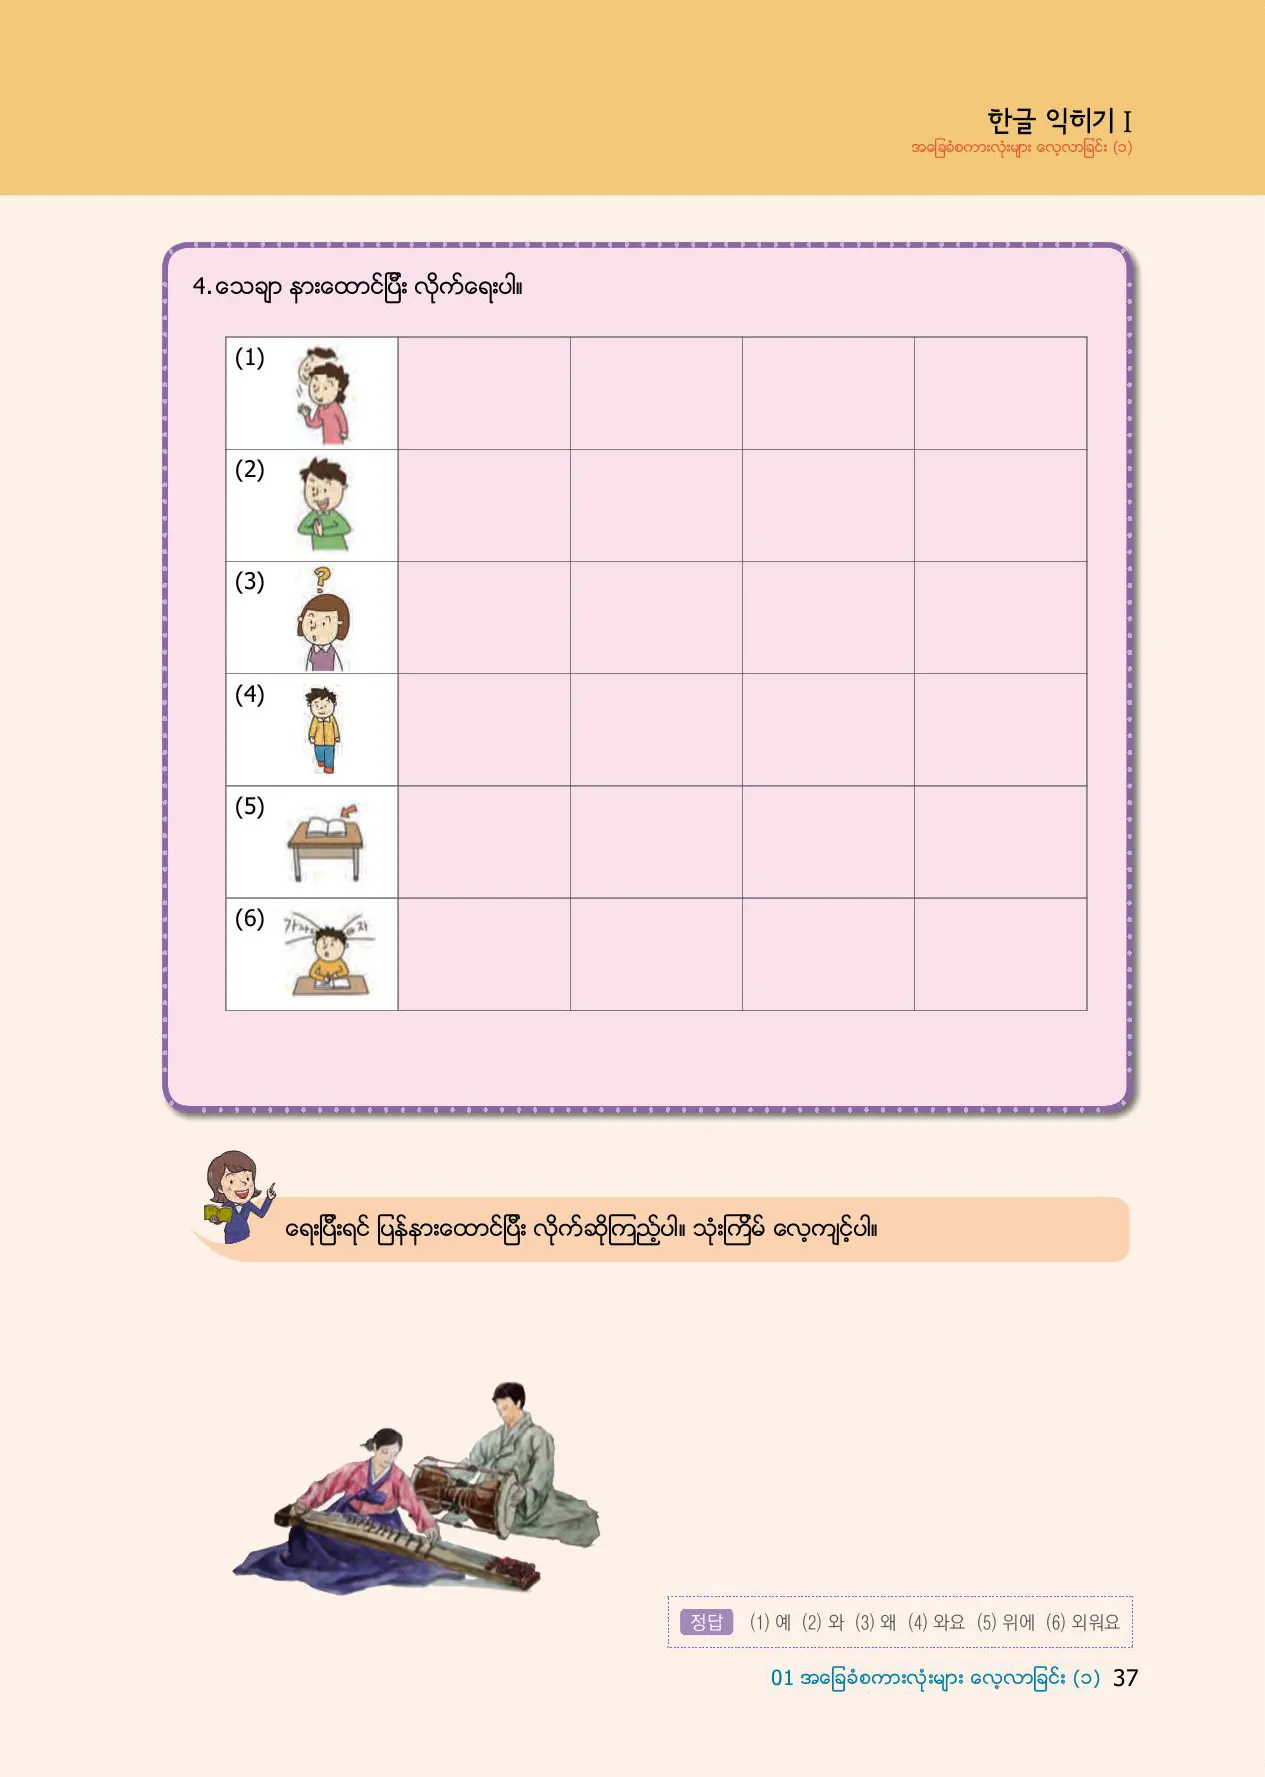 한글 익히기 I
အခြေခံစကားလုံးများ လေ့လာခြင်း (၁)
4. သေချာ နားထောင်ပြီး လိုက်ရေးပါ။
(1)
(2)
(3)
?
(4)
(5)
(6)
ရေးပြီးရင် ပြန်နားထောင်ပြီး လိုက်ဆိုကြည့်ပါ။ သုံးကြိမ် လေ့ကျင့်ပါ။
정답 (1) 예 (2) 와 (3) 왜 (4) 와요 (5) 위에 (6) 외워요
01 အခြေခံစကားလုံးများ လေ့လာခြင်း (၁) 37